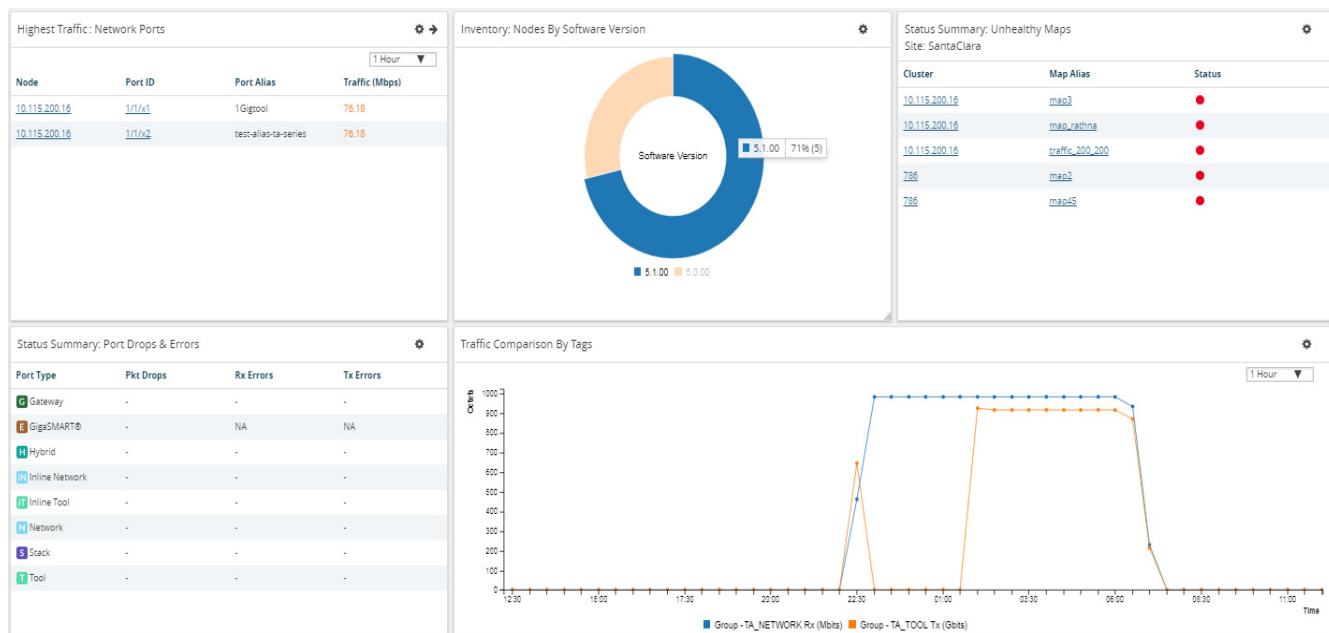 Highest Traffic : Network Ports
1 Hour
Node Port ID Port Alias Traffic (Mbps)
10.115.200.16 1/1/x1 1Gigtool 76.18
10.115.200.16 1/1/x2 test-alias-ta-series 76.18
Inventory: Nodes By Software Version
Software Version
5.1.00 71% (5)
5.1.00 5.0.00
Status Summary: Unhealthy Maps
Site: SantaClara
Cluster Map Alias Status
10.115.200.16 map3
10.115.200.16 map_rathna
10.115.200.16 traffic_200_200
786 map2
786 map45
Status Summary: Port Drops & Errors
Port Type Pkt Drops Rx Errors Tx Errors
G Gateway - - -
E GigaSMART® - NA NA
H Hybrid - - -
IN Inline Network - - -
IT Inline Tool - - -
N Network - - -
S Stack - - -
T Tool - - -
Traffic Comparison By Tags
1 Hour
Octets
1000
900
800
700
600
500
400
300
200
100
0
12:30 15:00 17:30 20:00 22:30 01:00 03:30 06:00 08:30 11:00
Time
Group - TA_NETWORK Rx (Mbits) Group - TA_TOOL Tx (Gbits)